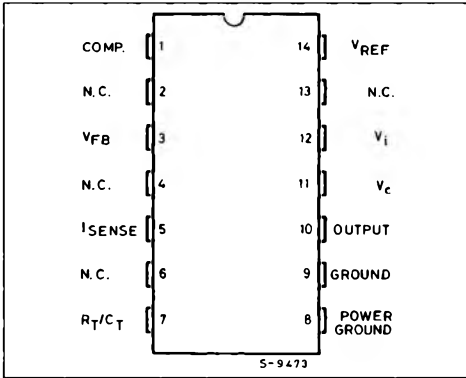 COMP. 1 14 VREF
N.C. 2 13 N.C.
VFB 3 12 Vi
N.C. 4 11 Vc
ISENSE 5 10 OUTPUT
N.C. 6 9 GROUND
RT/CT 7 8 POWER GROUND
S-9473